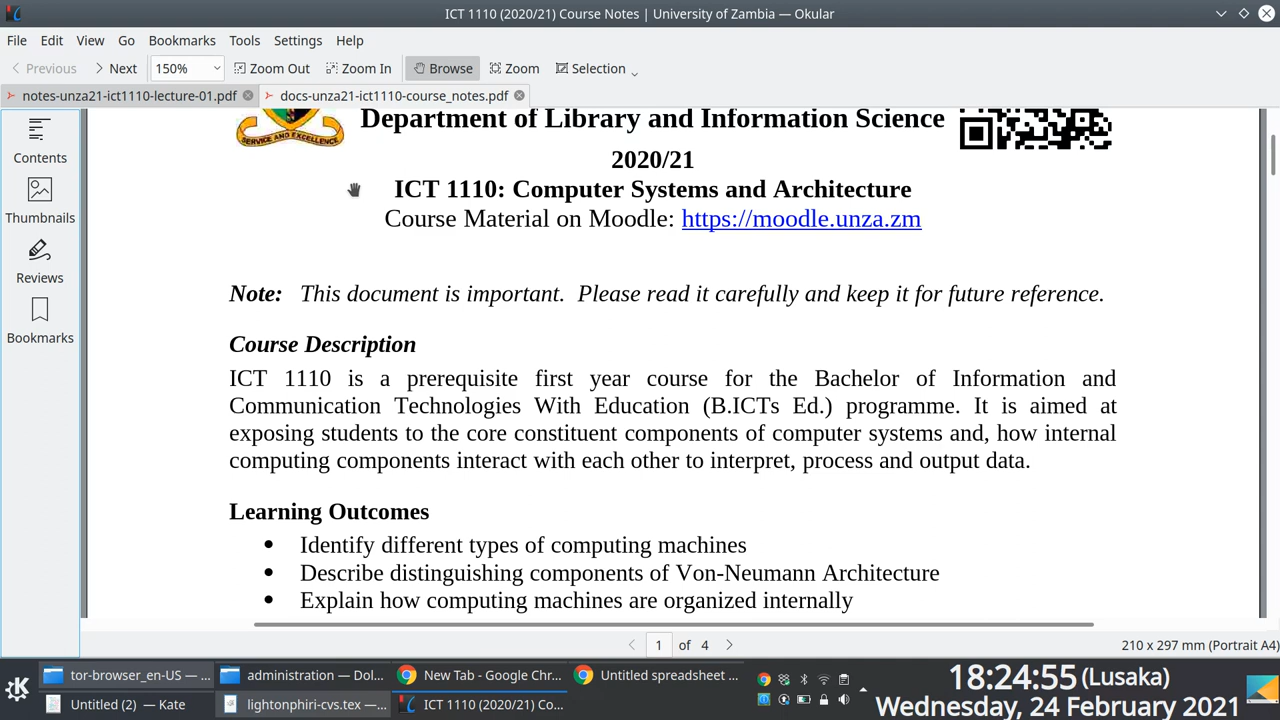 ICT 1110 (2020/21) Course Notes | University of Zambia — Okular
File Edit View Go Bookmarks Tools Settings Help
Previous Next 150% Zoom Out Zoom In Browse Zoom Selection
notes-unza21-ict1110-lecture-01.pdf docs-unza21-ict1110-course_notes.pdf
Contents
Thumbnails
Reviews
Bookmarks
SERVICE AND EXCELLENCE
Department of Library and Information Science
2020/21
ICT 1110: Computer Systems and Architecture
Course Material on Moodle: https://moodle.unza.zm
Note: This document is important. Please read it carefully and keep it for future reference.
Course Description
ICT 1110 is a prerequisite first year course for the Bachelor of Information and
Communication Technologies With Education (B.ICTs Ed.) programme. It is aimed at
exposing students to the core constituent components of computer systems and, how internal
computing components interact with each other to interpret, process and output data.
Learning Outcomes
• Identify different types of computing machines
• Describe distinguishing components of Von-Neumann Architecture
• Explain how computing machines are organized internally
1 of 4
210 x 297 mm (Portrait A4)
tor-browser_en-US — ... administration — Dol... New Tab - Google Chr... Untitled spreadsheet ...
Untitled (2) — Kate lightonphiri-cvs.tex —... ICT 1110 (2020/21) Co...
18:24:55 (Lusaka)
Wednesday, 24 February 2021